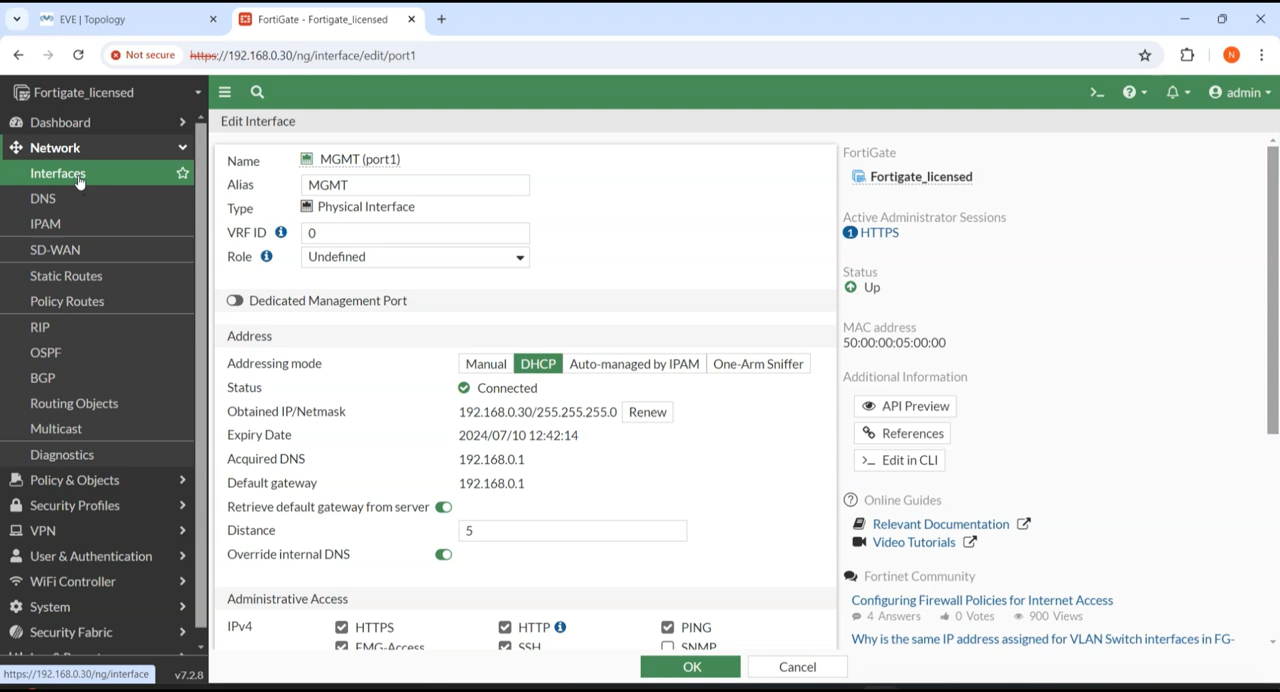 EVE | Topology
FortiGate - Fortigate_licensed
Not secure
https://192.168.0.30/ng/interface/edit/port1
N
Fortigate_licensed
admin
Dashboard
Network
Interfaces
DNS
IPAM
SD-WAN
Static Routes
Policy Routes
RIP
OSPF
BGP
Routing Objects
Multicast
Diagnostics
Policy & Objects
Security Profiles
VPN
User & Authentication
WiFi Controller
System
Security Fabric
https://192.168.0.30/ng/interface
v7.2.8
Edit Interface
Name MGMT (port1)
Alias MGMT
Type Physical Interface
VRF ID 0
Role Undefined
Dedicated Management Port
Address
Addressing mode Manual DHCP Auto-managed by IPAM One-Arm Sniffer
Status Connected
Obtained IP/Netmask 192.168.0.30/255.255.255.0 Renew
Expiry Date 2024/07/10 12:42:14
Acquired DNS 192.168.0.1
Default gateway 192.168.0.1
Retrieve default gateway from server
Distance 5
Override internal DNS
Administrative Access
IPv4 HTTPS HTTP PING
FMG-Access SSH SNMP
OK Cancel
FortiGate
Fortigate_licensed
Active Administrator Sessions
1 HTTPS
Status
Up
MAC address
50:00:00:05:00:00
Additional Information
API Preview
References
>_ Edit in CLI
Online Guides
Relevant Documentation
Video Tutorials
Fortinet Community
Configuring Firewall Policies for Internet Access
4 Answers 0 Votes 900 Views
Why is the same IP address assigned for VLAN Switch interfaces in FG-